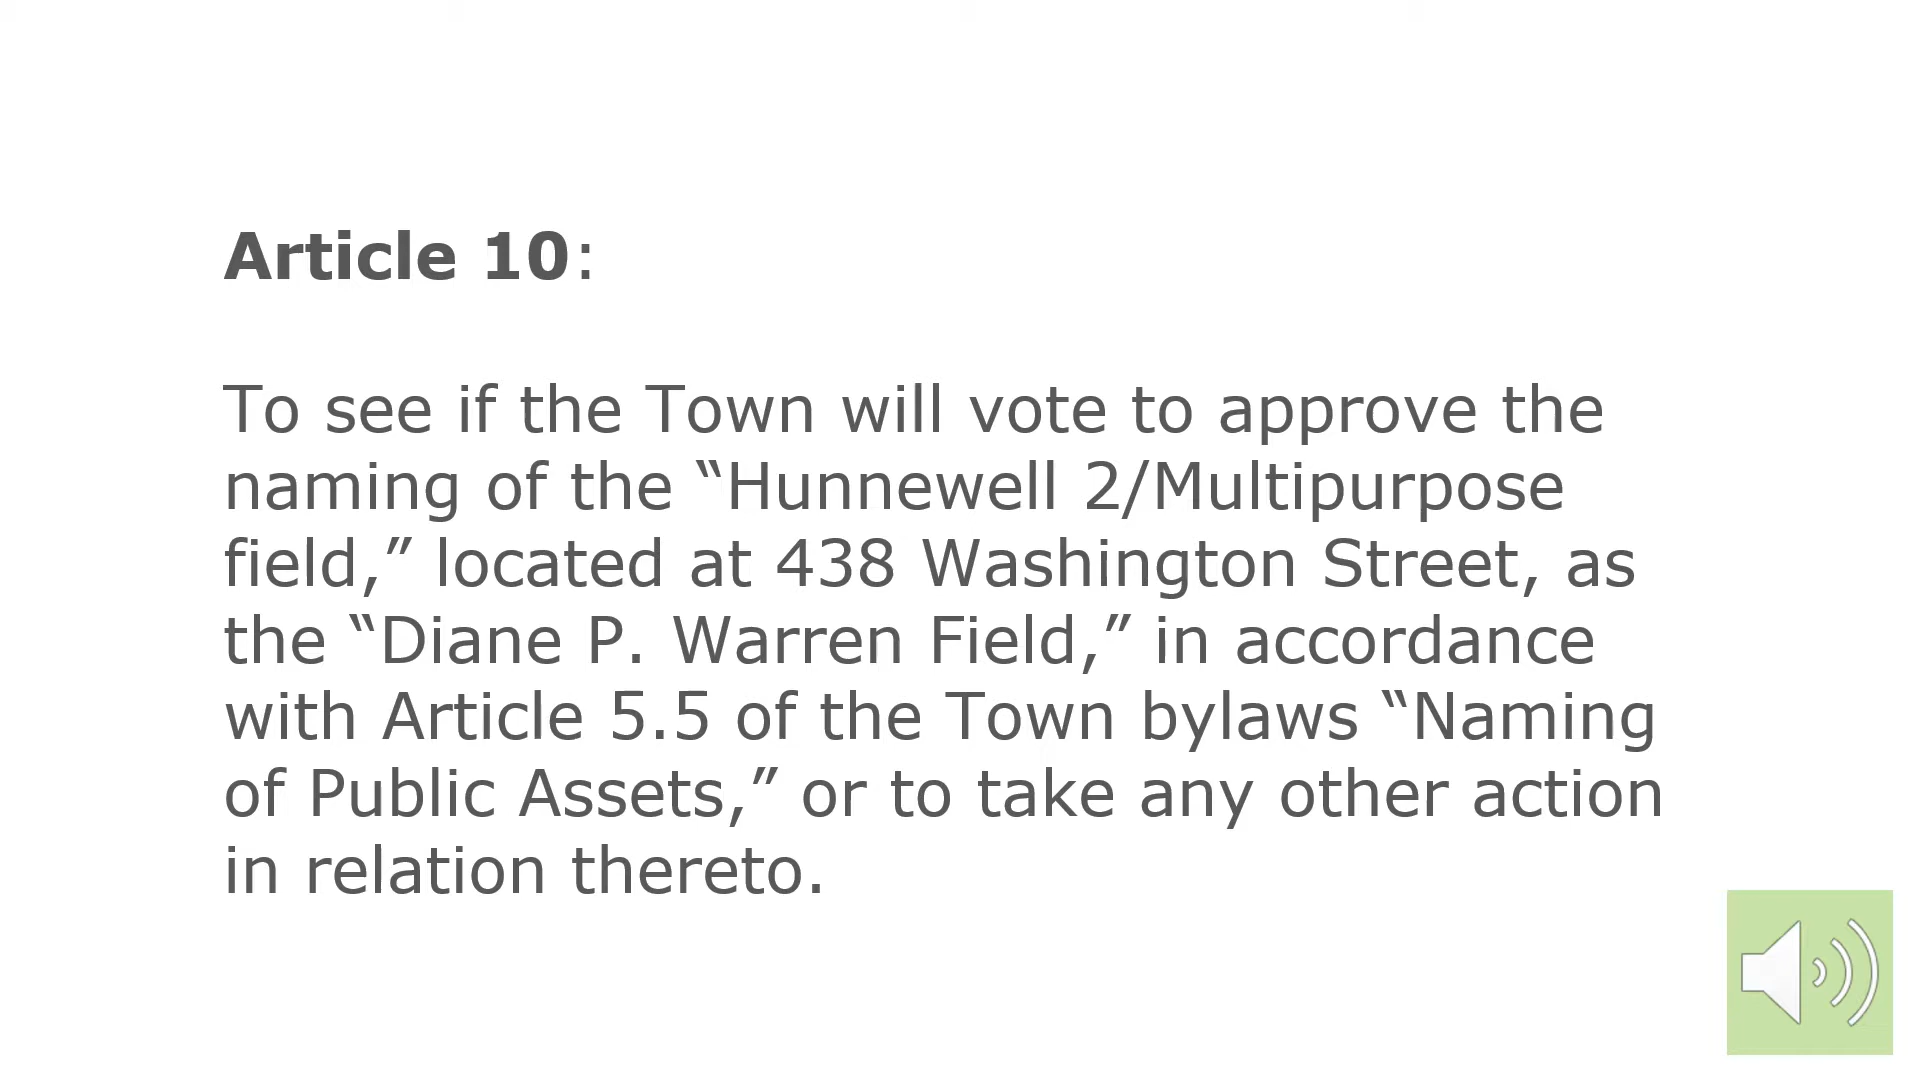 Article 10:
To see if the Town will vote to approve the
naming of the “Hunnewell 2/Multipurpose
field,” located at 438 Washington Street, as
the “Diane P. Warren Field,” in accordance
with Article 5.5 of the Town bylaws “Naming
of Public Assets,” or to take any other action
in relation thereto.